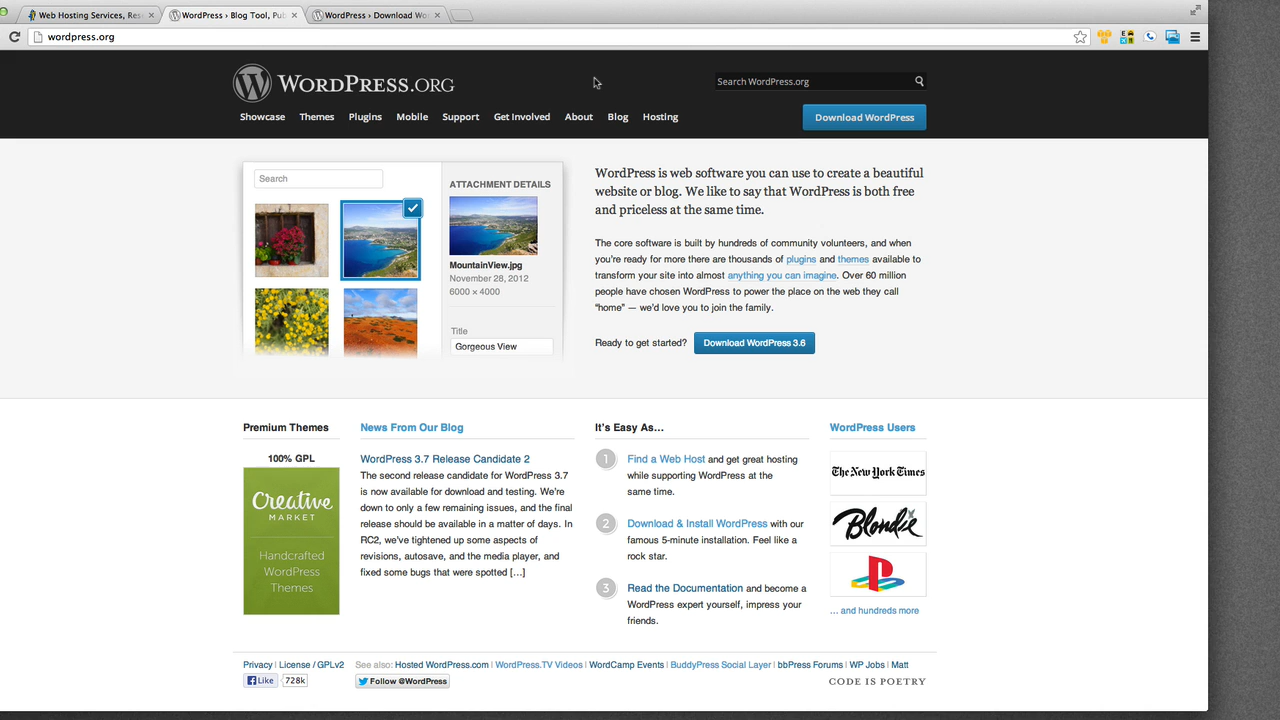 Web Hosting Services, Res
WordPress › Blog Tool, Pub
WordPress › Download Wo
wordpress.org
WORDPRESS.ORG
Search WordPress.org
Showcase Themes Plugins Mobile Support Get Involved About Blog Hosting
Download WordPress
Search
ATTACHMENT DETAILS
MountainView.jpg
November 28, 2012
6000 × 4000
Title
Gorgeous View
WordPress is web software you can use to create a beautiful
website or blog. We like to say that WordPress is both free
and priceless at the same time.
The core software is built by hundreds of community volunteers, and when
you're ready for more there are thousands of plugins and themes available to
transform your site into almost anything you can imagine. Over 60 million
people have chosen WordPress to power the place on the web they call
“home” — we'd love you to join the family.
Ready to get started? Download WordPress 3.6
Premium Themes
100% GPL
Creative
MARKET
Handcrafted
WordPress
Themes
News From Our Blog
WordPress 3.7 Release Candidate 2
The second release candidate for WordPress 3.7
is now available for download and testing. We're
down to only a few remaining issues, and the final
release should be available in a matter of days. In
RC2, we've tightened up some aspects of
revisions, autosave, and the media player, and
fixed some bugs that were spotted [...]
It's Easy As…
1
Find a Web Host and get great hosting
while supporting WordPress at the
same time.
2
Download & Install WordPress with our
famous 5-minute installation. Feel like a
rock star.
3
Read the Documentation and become a
WordPress expert yourself, impress your
friends.
WordPress Users
The New York Times
Blondie
… and hundreds more
Privacy | License / GPLv2
See also: Hosted WordPress.com | WordPress.TV Videos | WordCamp Events | BuddyPress Social Layer | bbPress Forums | WP Jobs | Matt
Like 728k
Follow @WordPress
CODE IS POETRY